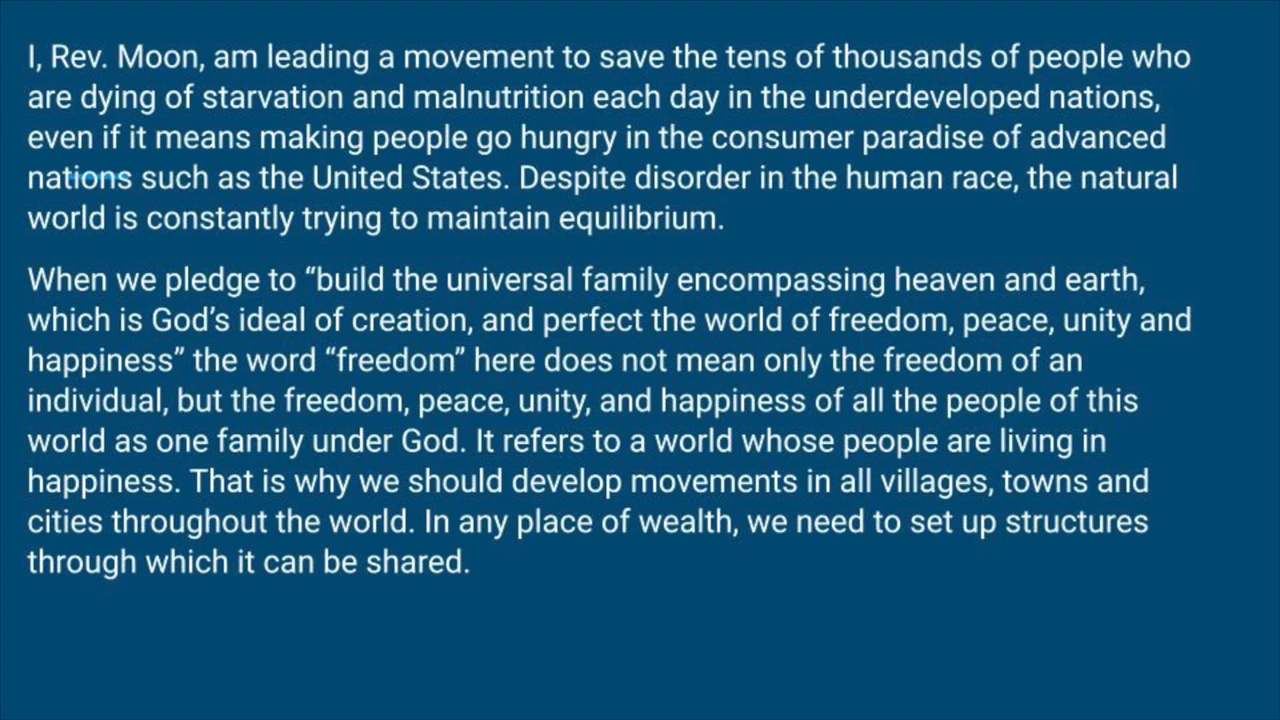 I, Rev. Moon, am leading a movement to save the tens of thousands of people who
are dying of starvation and malnutrition each day in the underdeveloped nations,
even if it means making people go hungry in the consumer paradise of advanced
nations such as the United States. Despite disorder in the human race, the natural
world is constantly trying to maintain equilibrium.
When we pledge to “build the universal family encompassing heaven and earth,
which is God’s ideal of creation, and perfect the world of freedom, peace, unity and
happiness” the word “freedom” here does not mean only the freedom of an
individual, but the freedom, peace, unity, and happiness of all the people of this
world as one family under God. It refers to a world whose people are living in
happiness. That is why we should develop movements in all villages, towns and
cities throughout the world. In any place of wealth, we need to set up structures
through which it can be shared.